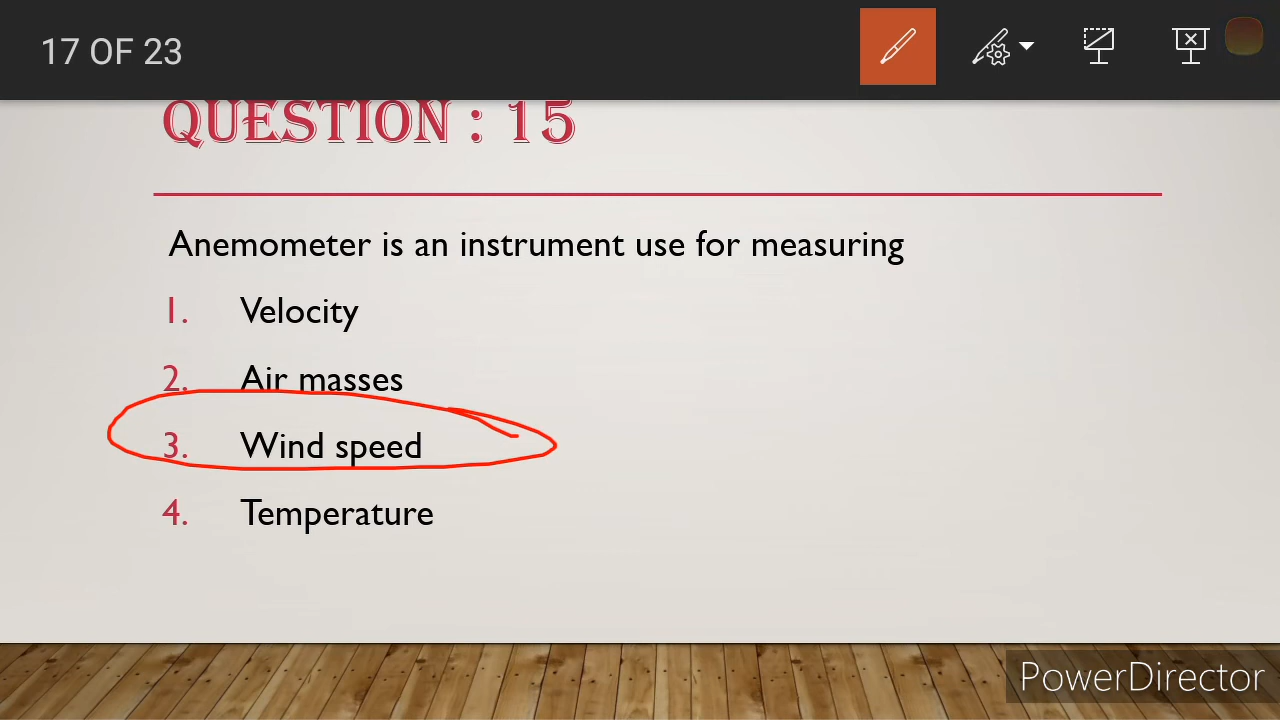 17 OF 23
QUESTION : 15
Anemometer is an instrument use for measuring
1. Velocity
2. Air masses
3. Wind speed
4. Temperature
PowerDirector